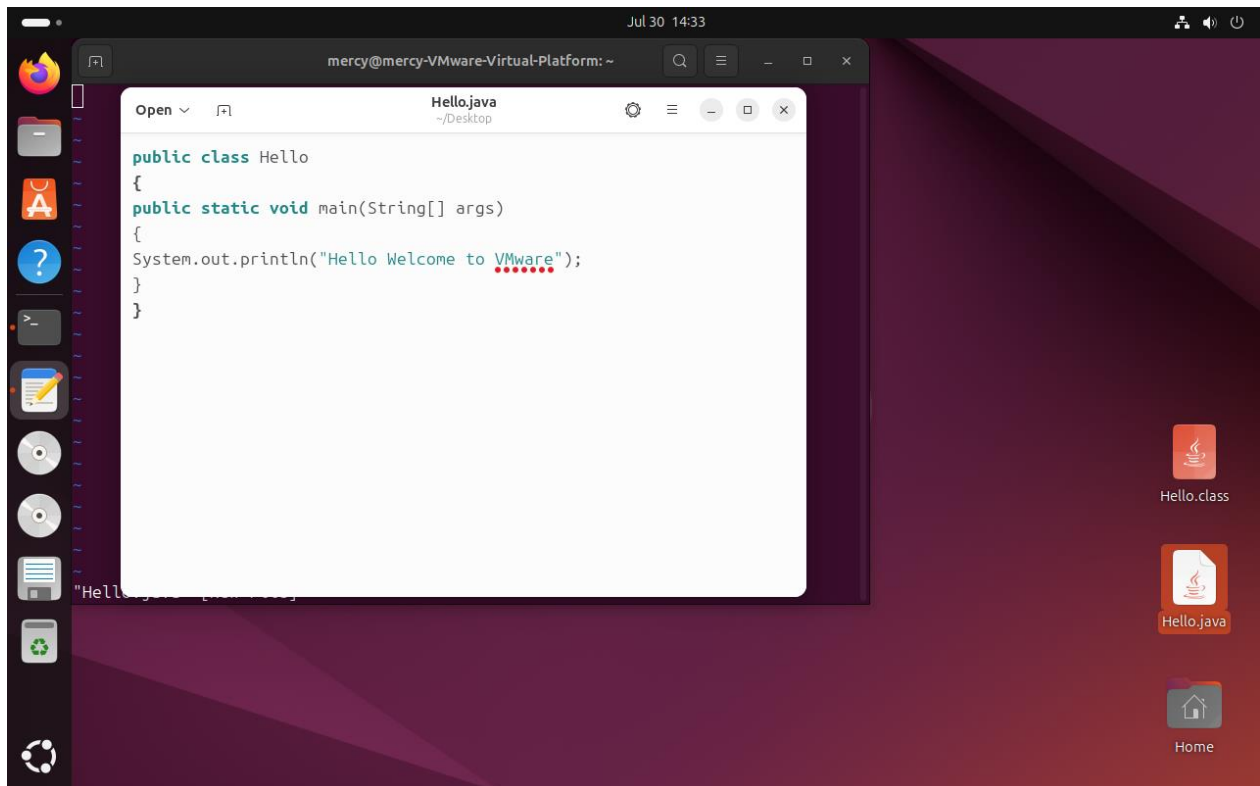 Jul 30 14:33
mercy@mercy-VMware-Virtual-Platform: ~
Open
Hello.java
~/Desktop
public class Hello
{
public static void main(String[] args)
{
System.out.println("Hello Welcome to VMware");
}
}
"Hell
Hello.class
Hello.java
Home